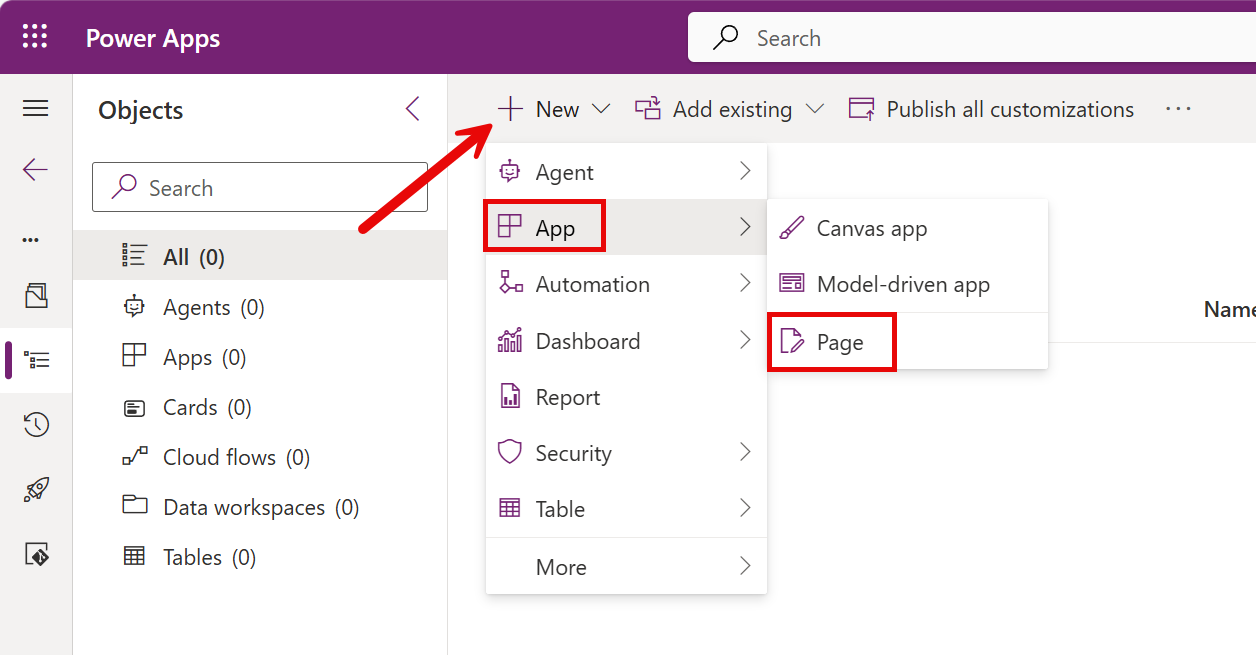 Power Apps
Search
Objects
New
Add existing
Publish all customizations
...
Search
...
All (0)
Agents (0)
Apps (0)
Cards (0)
Cloud flows (0)
Data workspaces (0)
Tables (0)
Agent
App
Automation
Dashboard
Report
Security
Table
More
Canvas app
Model-driven app
Page
Name